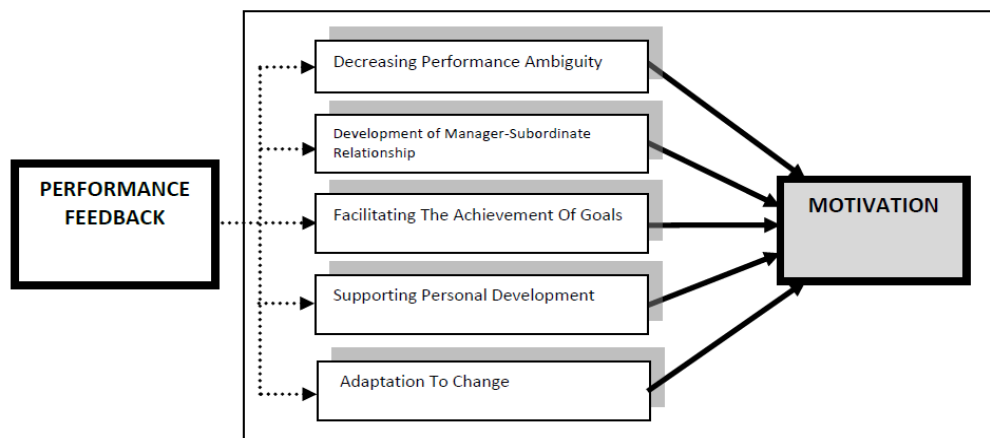 Decreasing Performance Ambiguity
Development of Manager-Subordinate
Relationship
PERFORMANCE
FEEDBACK
Facilitating The Achievement Of Goals
MOTIVATION
Supporting Personal Development
Adaptation To Change